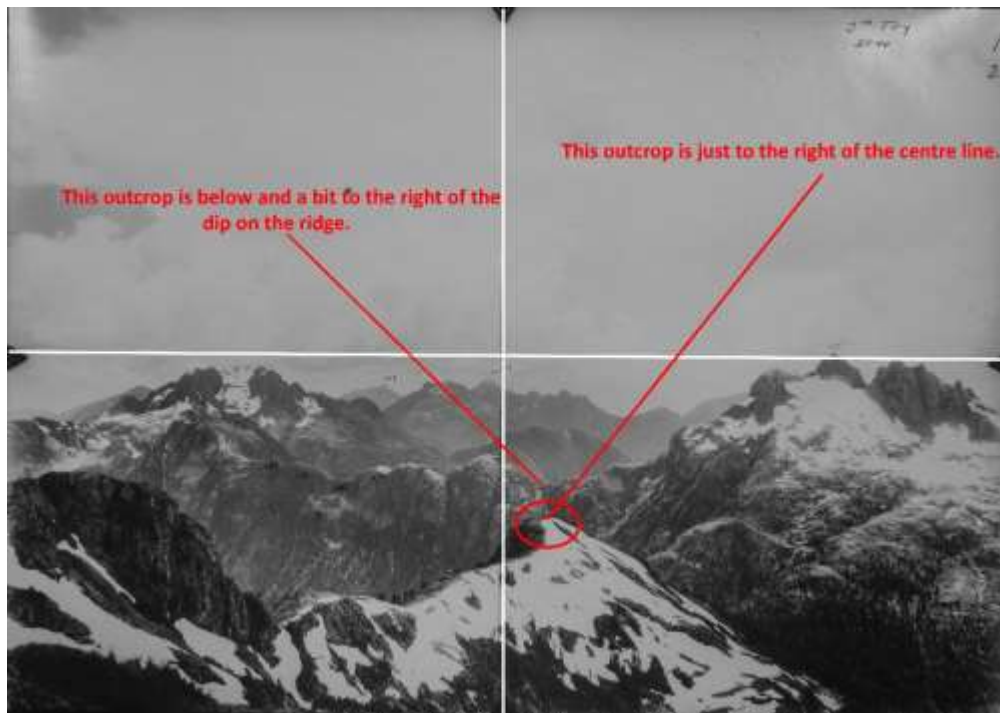 This outcrop is just to the right of the centre line.
This outcrop is below and a bit to the right of the
dip on the ridge.